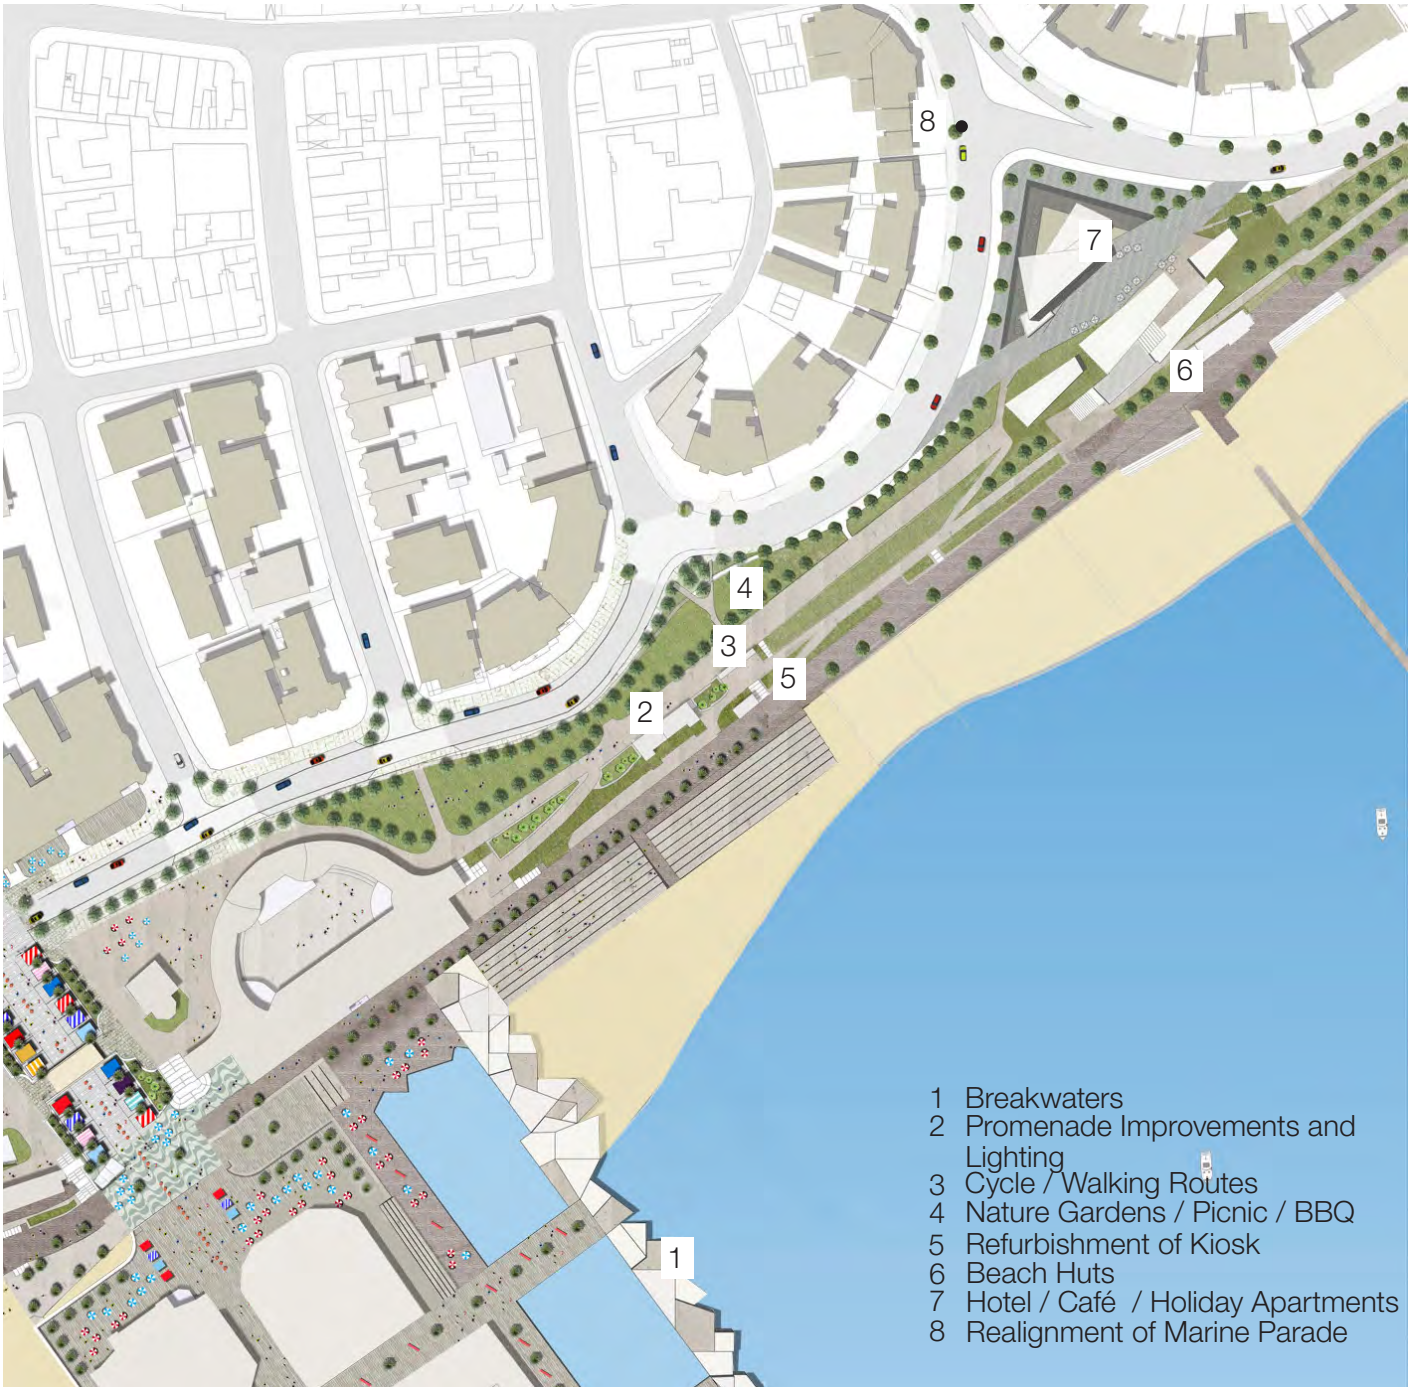 8
7
6
4
3
5
2
1
1 Breakwaters
2 Promenade Improvements and
Lighting
3 Cycle / Walking Routes
4 Nature Gardens / Picnic / BBQ
5 Refurbishment of Kiosk
6 Beach Huts
7 Hotel / Café / Holiday Apartments
8 Realignment of Marine Parade